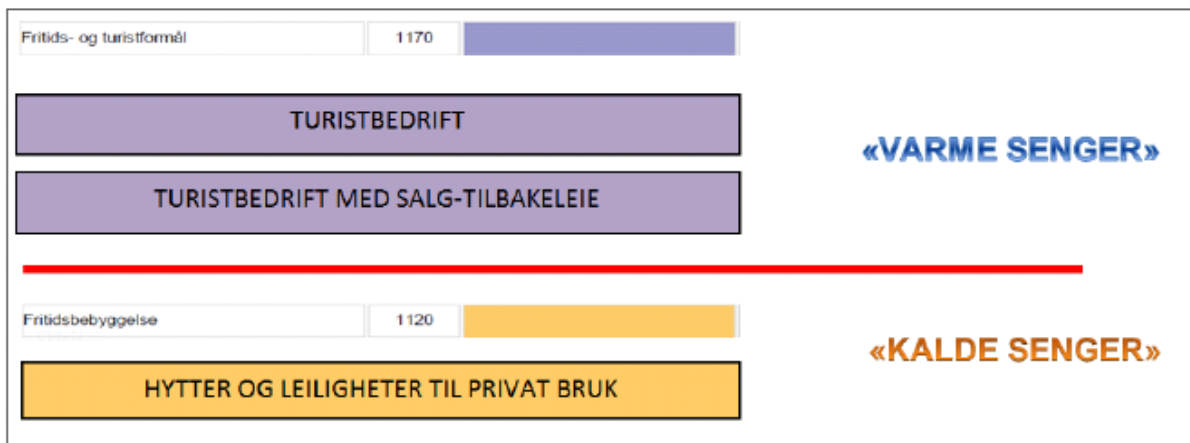 Fritids- og turistformål 1170
TURISTBEDRIFT
«VARME SENGER»
TURISTBEDRIFT MED SALG-TILBAKELEIE
Fritidsbebyggelse 1120
«KALDE SENGER»
HYTTER OG LEILIGHETER TIL PRIVAT BRUK